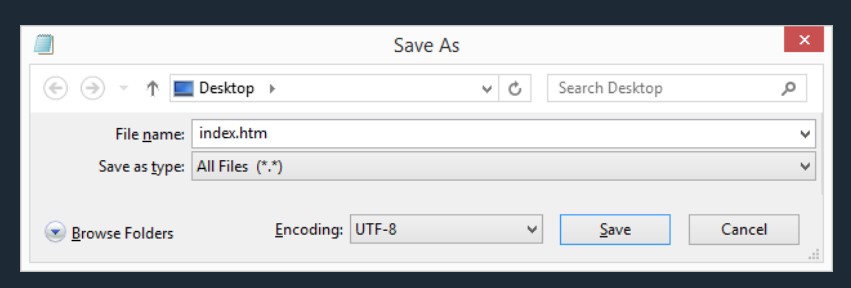 Save As
Desktop
Search Desktop
File name: index.htm
Save as type: All Files (*.*)
Browse Folders Encoding: UTF-8 Save Cancel